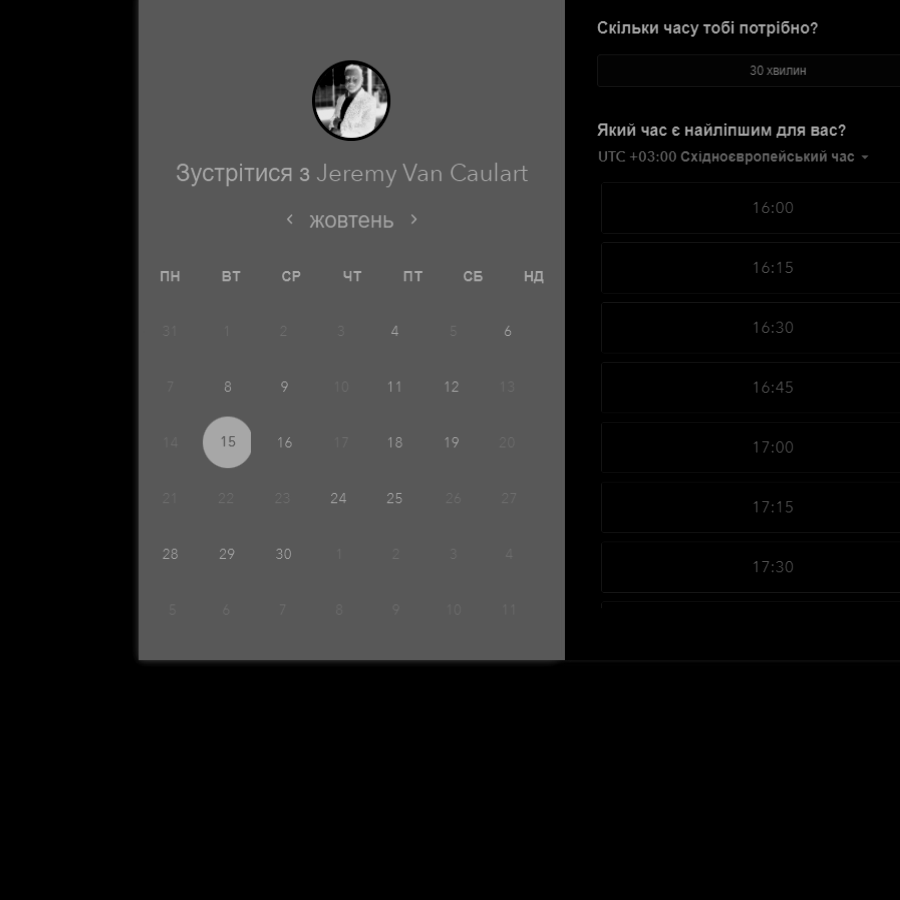 Зустрітися з Jeremy Van Caulart
жовтень
ПН ВТ СР ЧТ ПТ СБ НД
31 1 2 3 4 5 6
7 8 9 10 11 12 13
14 15 16 17 18 19 20
21 22 23 24 25 26 27
28 29 30 1 2 3 4
5 6 7 8 9 10 11
Скільки часу тобі потрібно?
30 хвилин
Який час є найліпшим для вас?
UTC +03:00 Східноєвропейський час
16:00
16:15
16:30
16:45
17:00
17:15
17:30